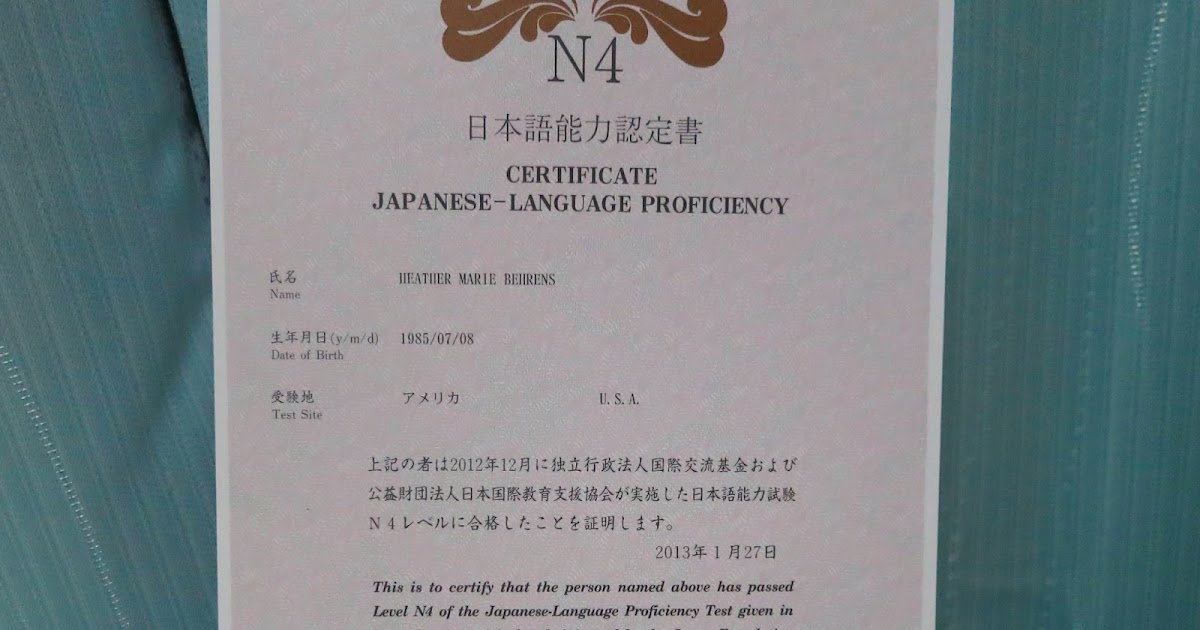 N4
日本語能力認定書
CERTIFICATE
JAPANESE-LANGUAGE PROFICIENCY
氏名 HEATHER MARIE BEHRENS
Name
生年月日(y/m/d) 1985/07/08
Date of Birth
受験地 アメリカ U.S.A.
Test Site
上記の者は2012年12月に独立行政法人国際交流基金および
公益財団法人日本国際教育支援協会が実施した日本語能力試験
N4レベルに合格したことを証明します。
2013年1月27日
This is to certify that the person named above has passed
Level N4 of the Japanese-Language Proficiency Test given in